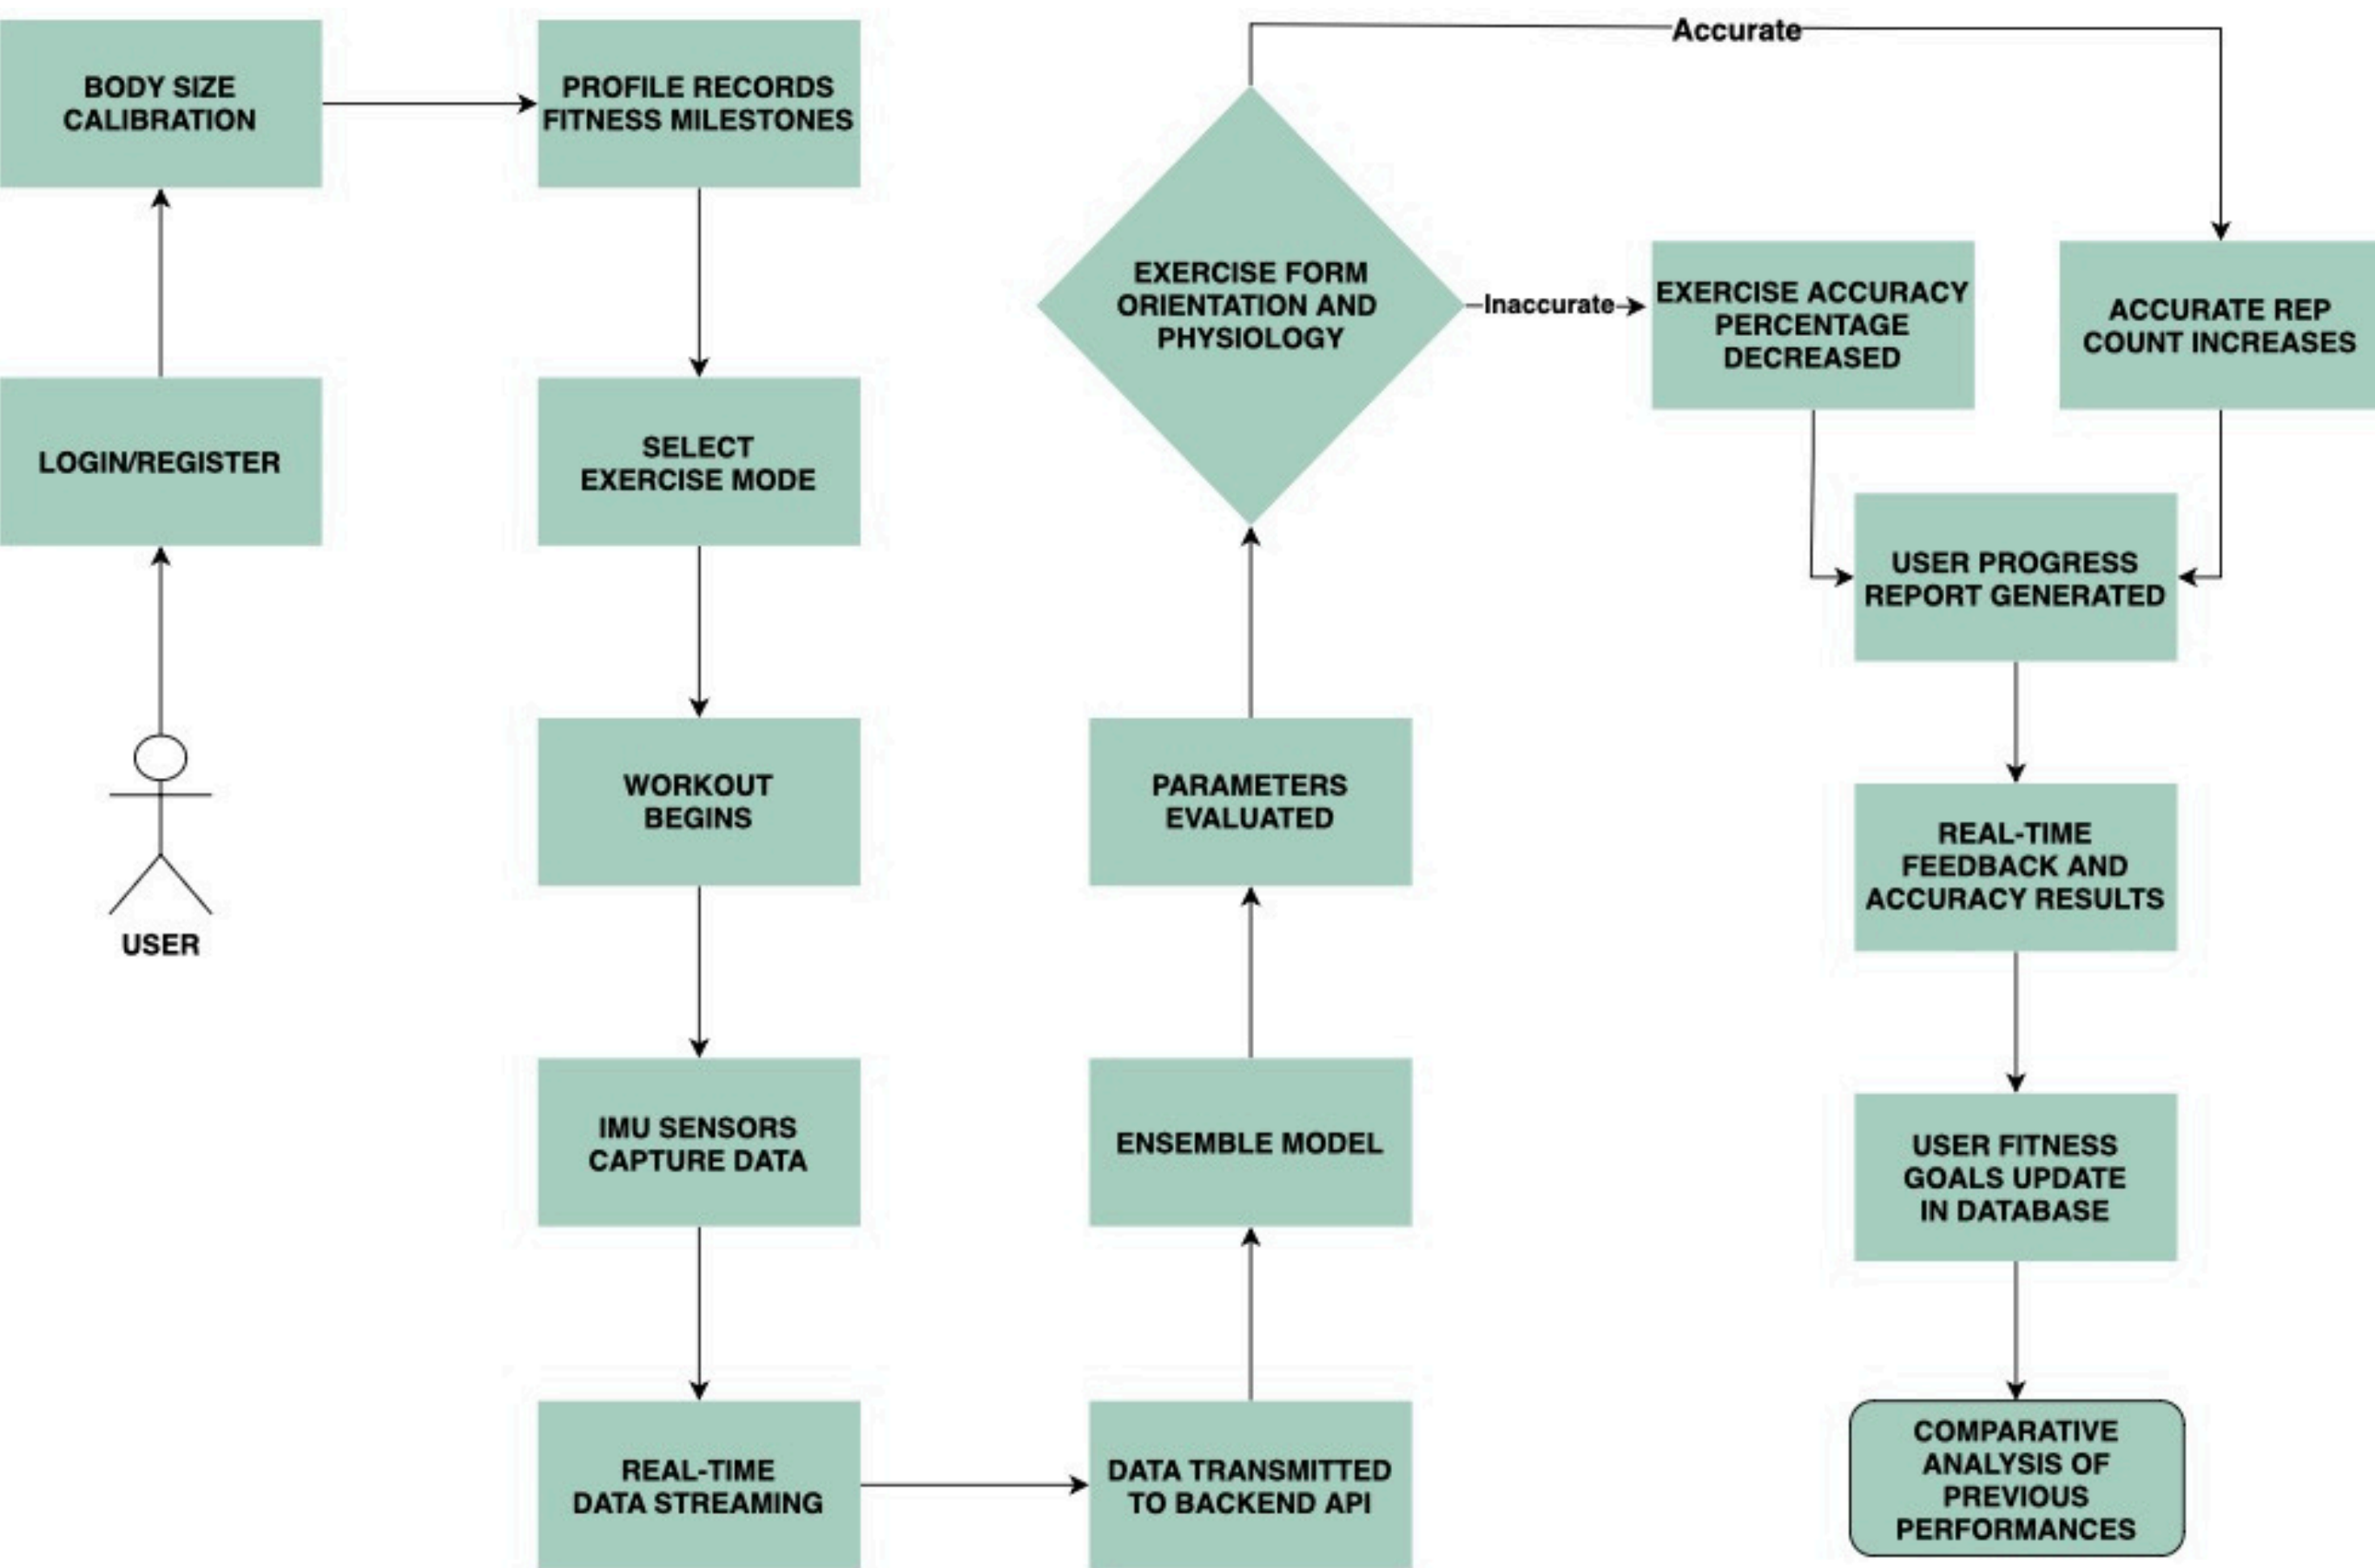 BODY SIZE
CALIBRATION
PROFILE RECORDS
FITNESS MILESTONES
LOGIN/REGISTER
USER
SELECT
EXERCISE MODE
WORKOUT
BEGINS
IMU SENSORS
CAPTURE DATA
REAL-TIME
DATA STREAMING
DATA TRANSMITTED
TO BACKEND API
ENSEMBLE MODEL
PARAMETERS
EVALUATED
EXERCISE FORM
ORIENTATION AND
PHYSIOLOGY
Accurate
Inaccurate
EXERCISE ACCURACY
PERCENTAGE
DECREASED
ACCURATE REP
COUNT INCREASES
USER PROGRESS
REPORT GENERATED
REAL-TIME
FEEDBACK AND
ACCURACY RESULTS
USER FITNESS
GOALS UPDATE
IN DATABASE
COMPARATIVE
ANALYSIS OF
PREVIOUS
PERFORMANCES